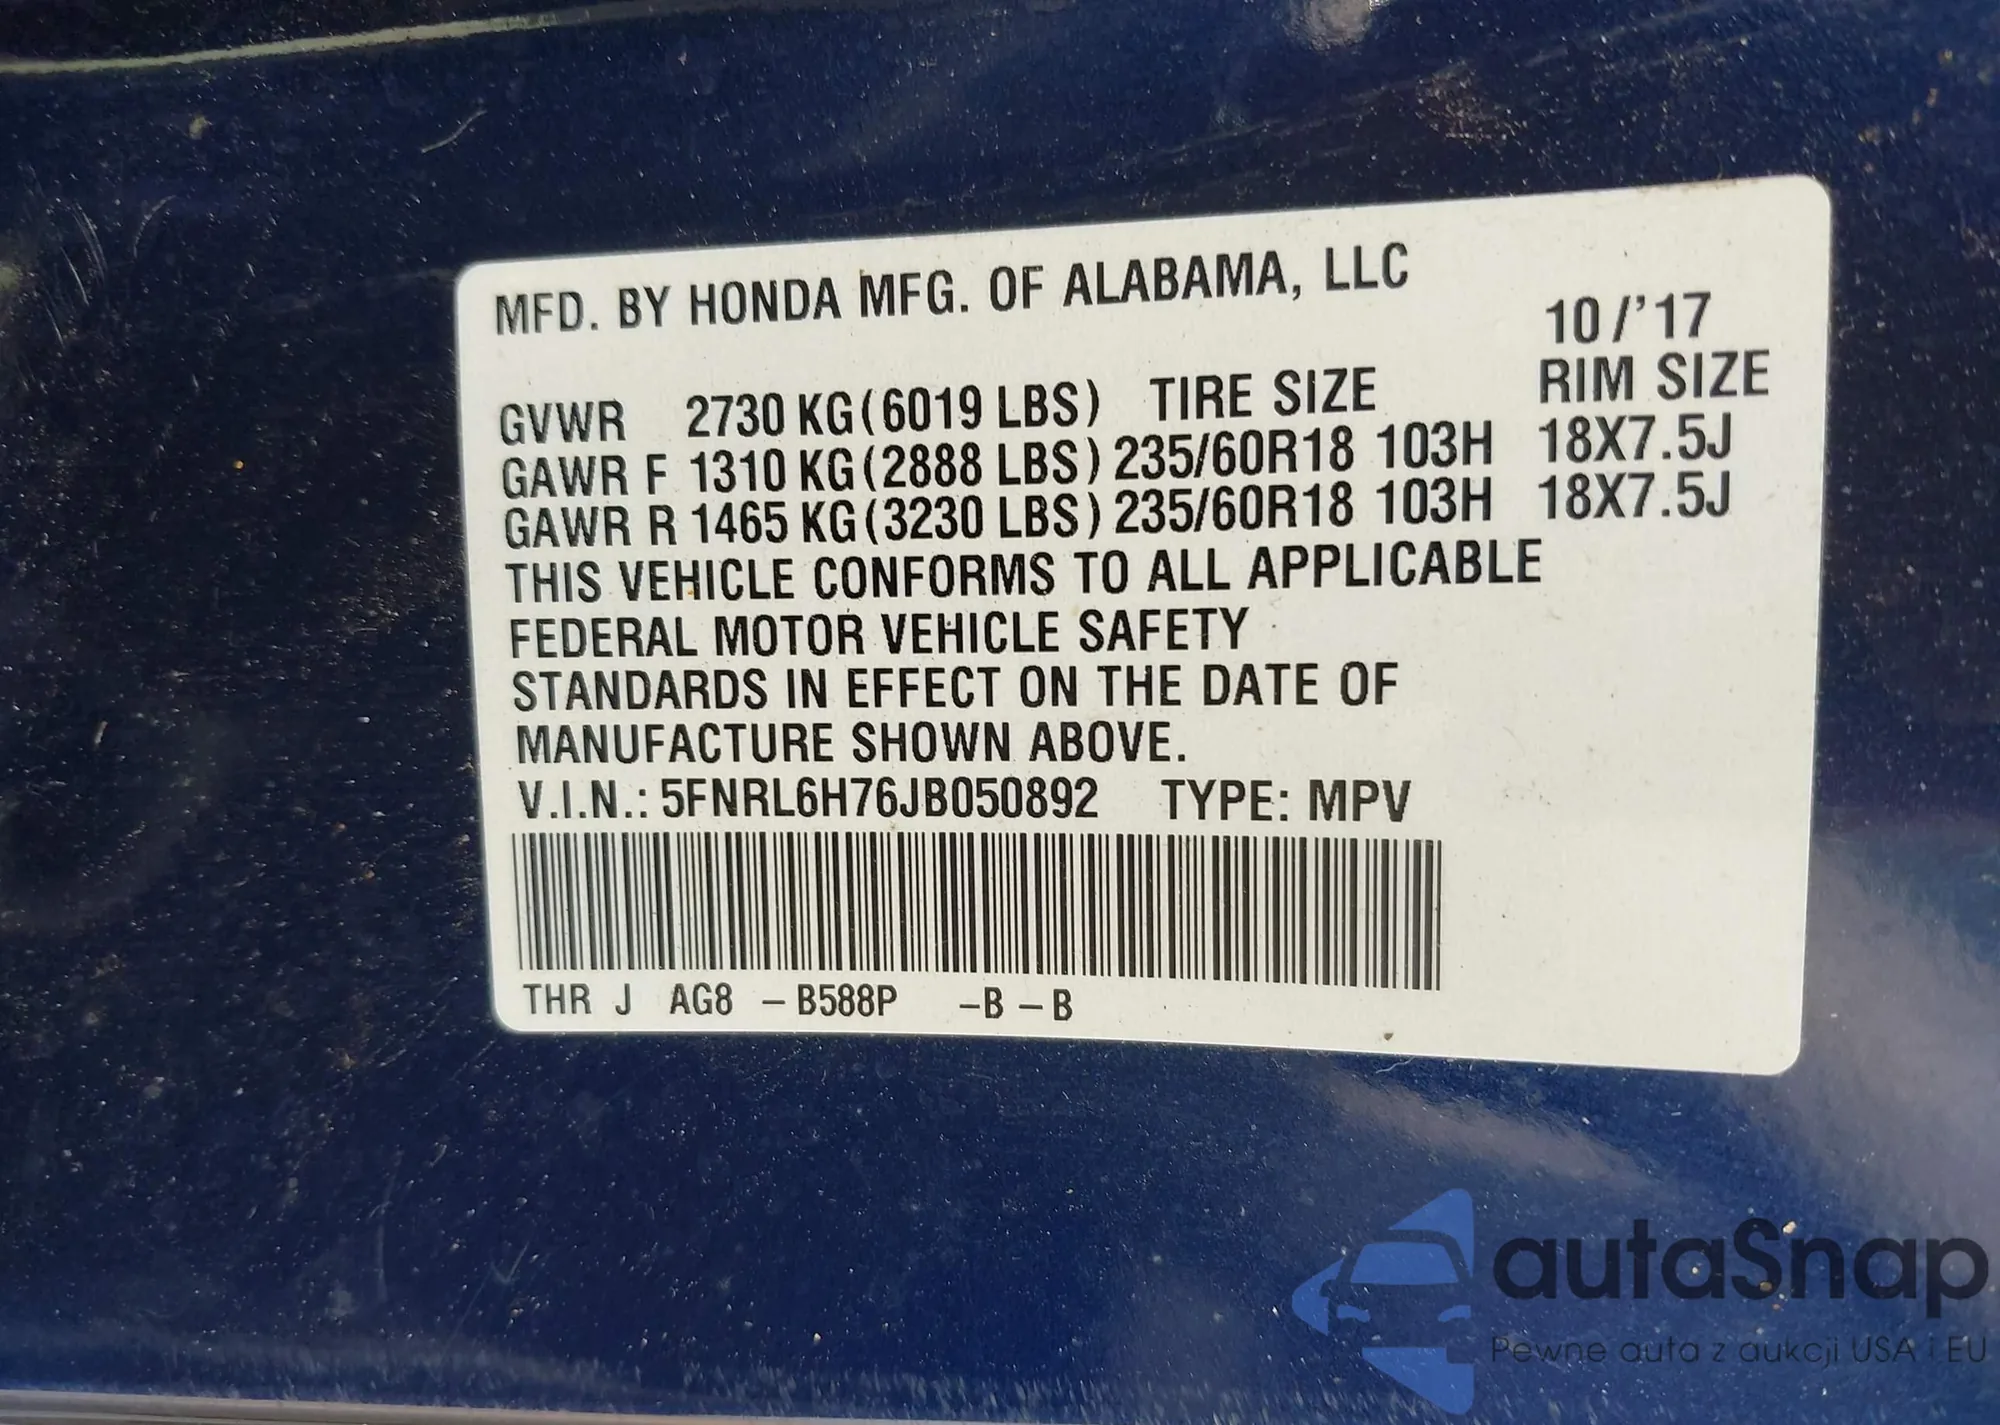 MFD. BY HONDA MFG. OF ALABAMA, LLC
10/'17
GVWR 2730 KG(6019 LBS) TIRE SIZE RIM SIZE
GAWR F 1310 KG(2888 LBS) 235/60R18 103H 18X7.5J
GAWR R 1465 KG(3230 LBS) 235/60R18 103H 18X7.5J
THIS VEHICLE CONFORMS TO ALL APPLICABLE
FEDERAL MOTOR VEHICLE SAFETY
STANDARDS IN EFFECT ON THE DATE OF
MANUFACTURE SHOWN ABOVE.
V.I.N.: 5FNRL6H76JB050892 TYPE: MPV
THR J AG8 -B588P -B-B
autaSnap
Pewne auta z aukcji USA i EU